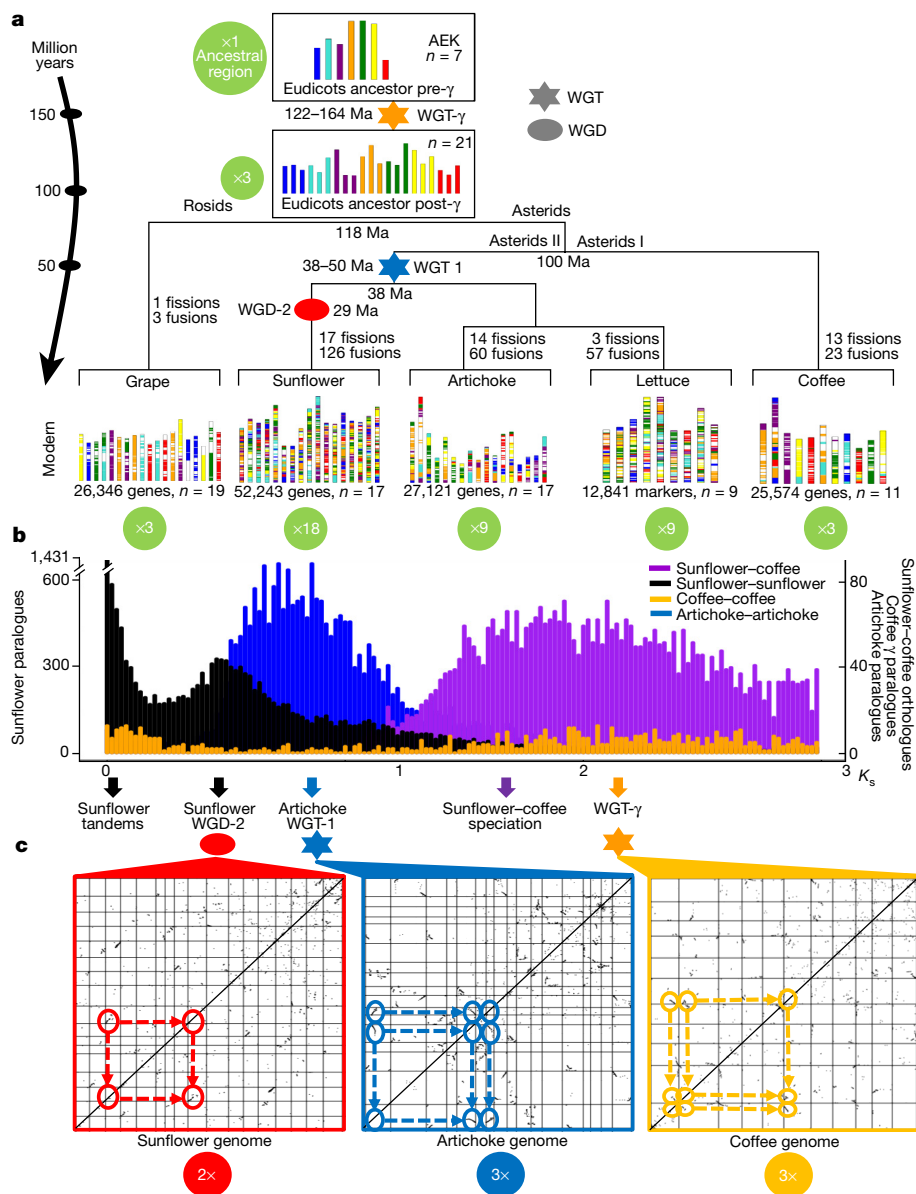 a
Million
years
150
100
50
Modern
×1
Ancestral
region
AEK
n = 7
Eudicots ancestor pre-γ
122–164 Ma
WGT-γ
WGT
WGD
×3
n = 21
Eudicots ancestor post-γ
Rosids
Asterids
118 Ma
Asterids II
Asterids I
100 Ma
38–50 Ma
WGT 1
38 Ma
WGD-2
29 Ma
1 fissions
3 fusions
17 fissions
126 fusions
14 fissions
60 fusions
3 fissions
57 fusions
13 fissions
23 fusions
Grape
Sunflower
Artichoke
Lettuce
Coffee
26,346 genes, n = 19
52,243 genes, n = 17
27,121 genes, n = 17
12,841 markers, n = 9
25,574 genes, n = 11
×3
×18
×9
×9
×3
b
1,431
600
300
0
Sunflower paralogues
Sunflower–coffee
Sunflower–sunflower
Coffee–coffee
Artichoke–artichoke
80
40
0
Sunflower–coffee orthologues
Coffee γ paralogues
Artichoke paralogues
0
1
2
3
Ks
Sunflower
tandems
Sunflower
WGD-2
Artichoke
WGT-1
Sunflower–coffee
speciation
WGT-γ
c
Sunflower genome
Artichoke genome
Coffee genome
2×
3×
3×